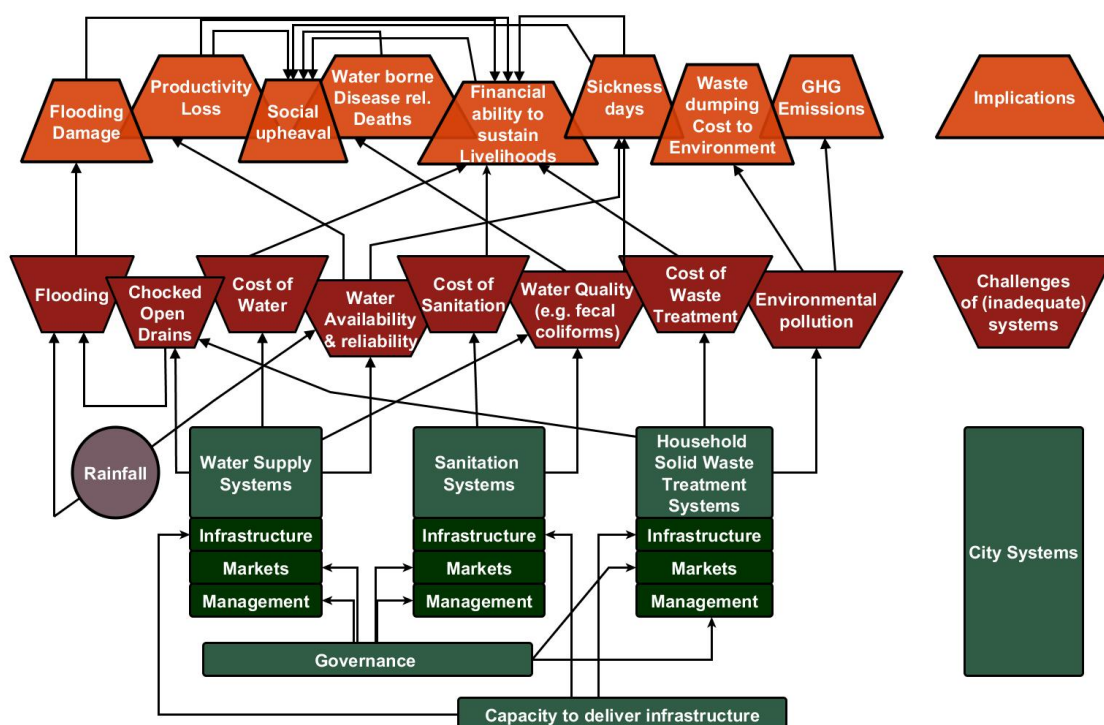 Flooding
Damage
Productivity
Loss
Social
upheaval
Water borne
Disease rel.
Deaths
Financial
ability to
sustain
Livelihoods
Sickness
days
Waste
dumping
Cost to
Environment
GHG
Emissions
Implications
Flooding
Chocked
Open
Drains
Cost of
Water
Water
Availability
& reliability
Cost of
Sanitation
Water Quality
(e.g. fecal
coliforms)
Cost of
Waste
Treatment
Environmental
pollution
Challenges
of (inadequate)
systems
Rainfall
Water Supply
Systems
Infrastructure
Markets
Management
Sanitation
Systems
Infrastructure
Markets
Management
Household
Solid Waste
Treatment
Systems
Infrastructure
Markets
Management
City Systems
Governance
Capacity to deliver infrastructure